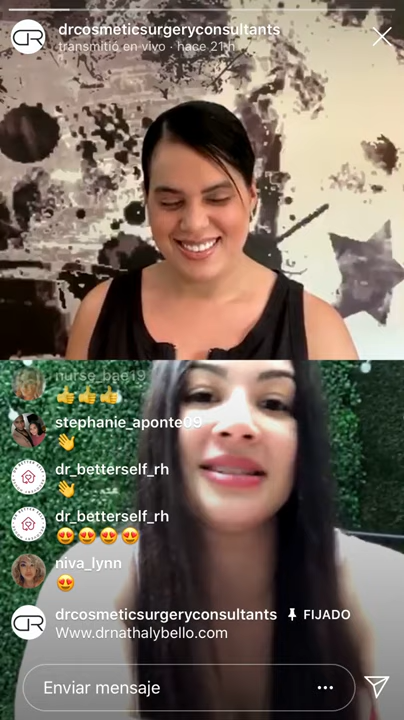 drcosmeticsurgeryconsultants
transmitió en vivo · hace 21 h
nurse_bae19
👍👍👍
stephanie_aponte09
👋
dr_betterself_rh
👋
dr_betterself_rh
😍😍😍😍
niva_lynn
😍
drcosmeticsurgeryconsultants FIJADO
Www.drnathalybello.com
Enviar mensaje